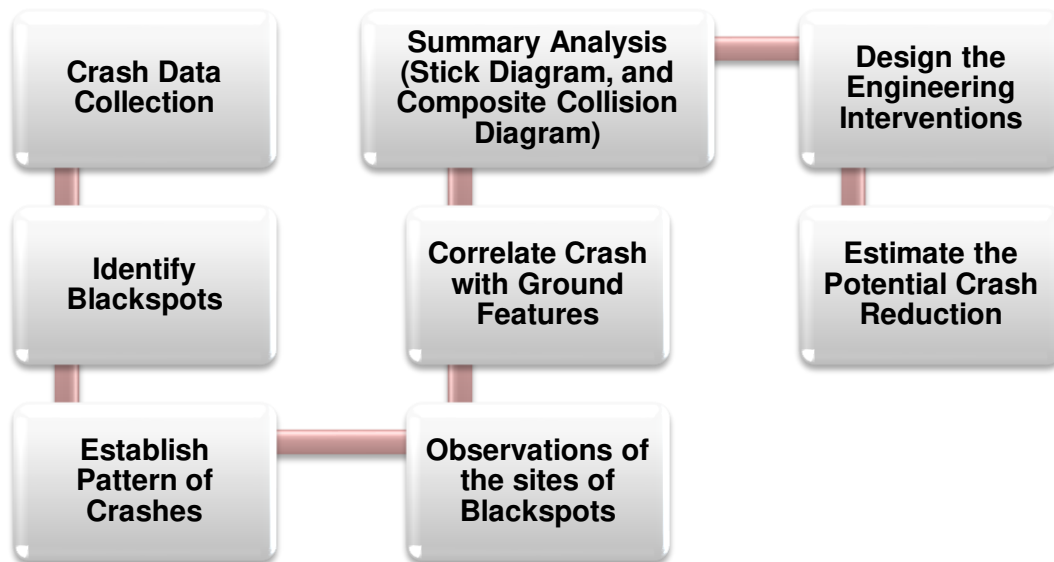 Crash Data
Collection
Identify
Blackspots
Establish
Pattern of
Crashes
Observations of
the sites of
Blackspots
Correlate Crash
with Ground
Features
Summary Analysis
(Stick Diagram, and
Composite Collision
Diagram)
Design the
Engineering
Interventions
Estimate the
Potential Crash
Reduction